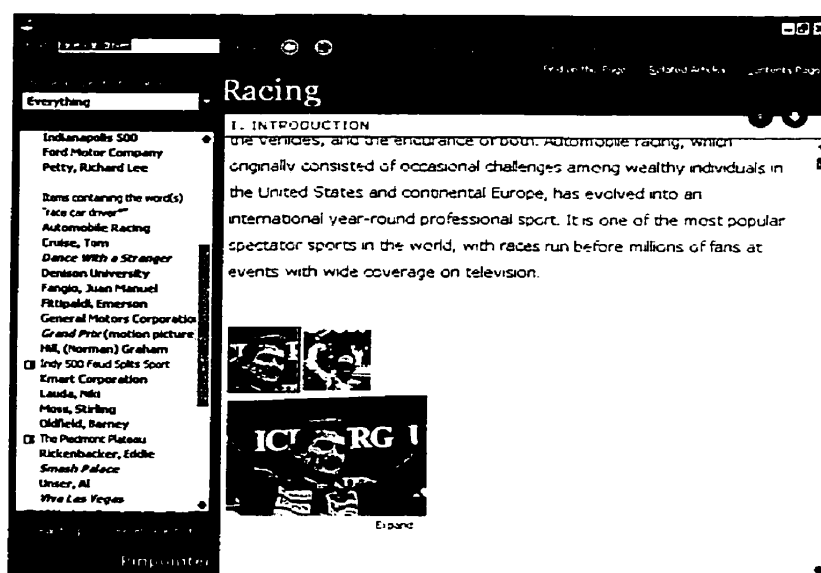 race car driver
Find on this Page Related Articles Contents Page
Everything
Racing
I. INTRODUCTION
Indianapolis 500
Ford Motor Company
Petty, Richard Lee
Items containing the word(s)
"race car driver"
Automobile Racing
Cruise, Tom
Dance With a Stranger
Denison University
Fangio, Juan Manuel
Fittipaldi, Emerson
General Motors Corporation
Grand Prix (motion picture
Hill, (Norman) Graham
Indy 500 Feud Splits Sport
Kmart Corporation
Lauda, Niki
Moss, Stirling
Oldfield, Barney
The Piedmont Plateau
Rickenbacker, Eddie
Smash Palace
Unser, Al
Viva Las Vegas
Pinpointer
the vehicles, and the endurance of both. Automobile racing, which
originally consisted of occasional challenges among wealthy individuals in
the United States and continental Europe, has evolved into an
international year-round professional sport. It is one of the most popular
spectator sports in the world, with races run before millions of fans at
events with wide coverage on television.
Expand